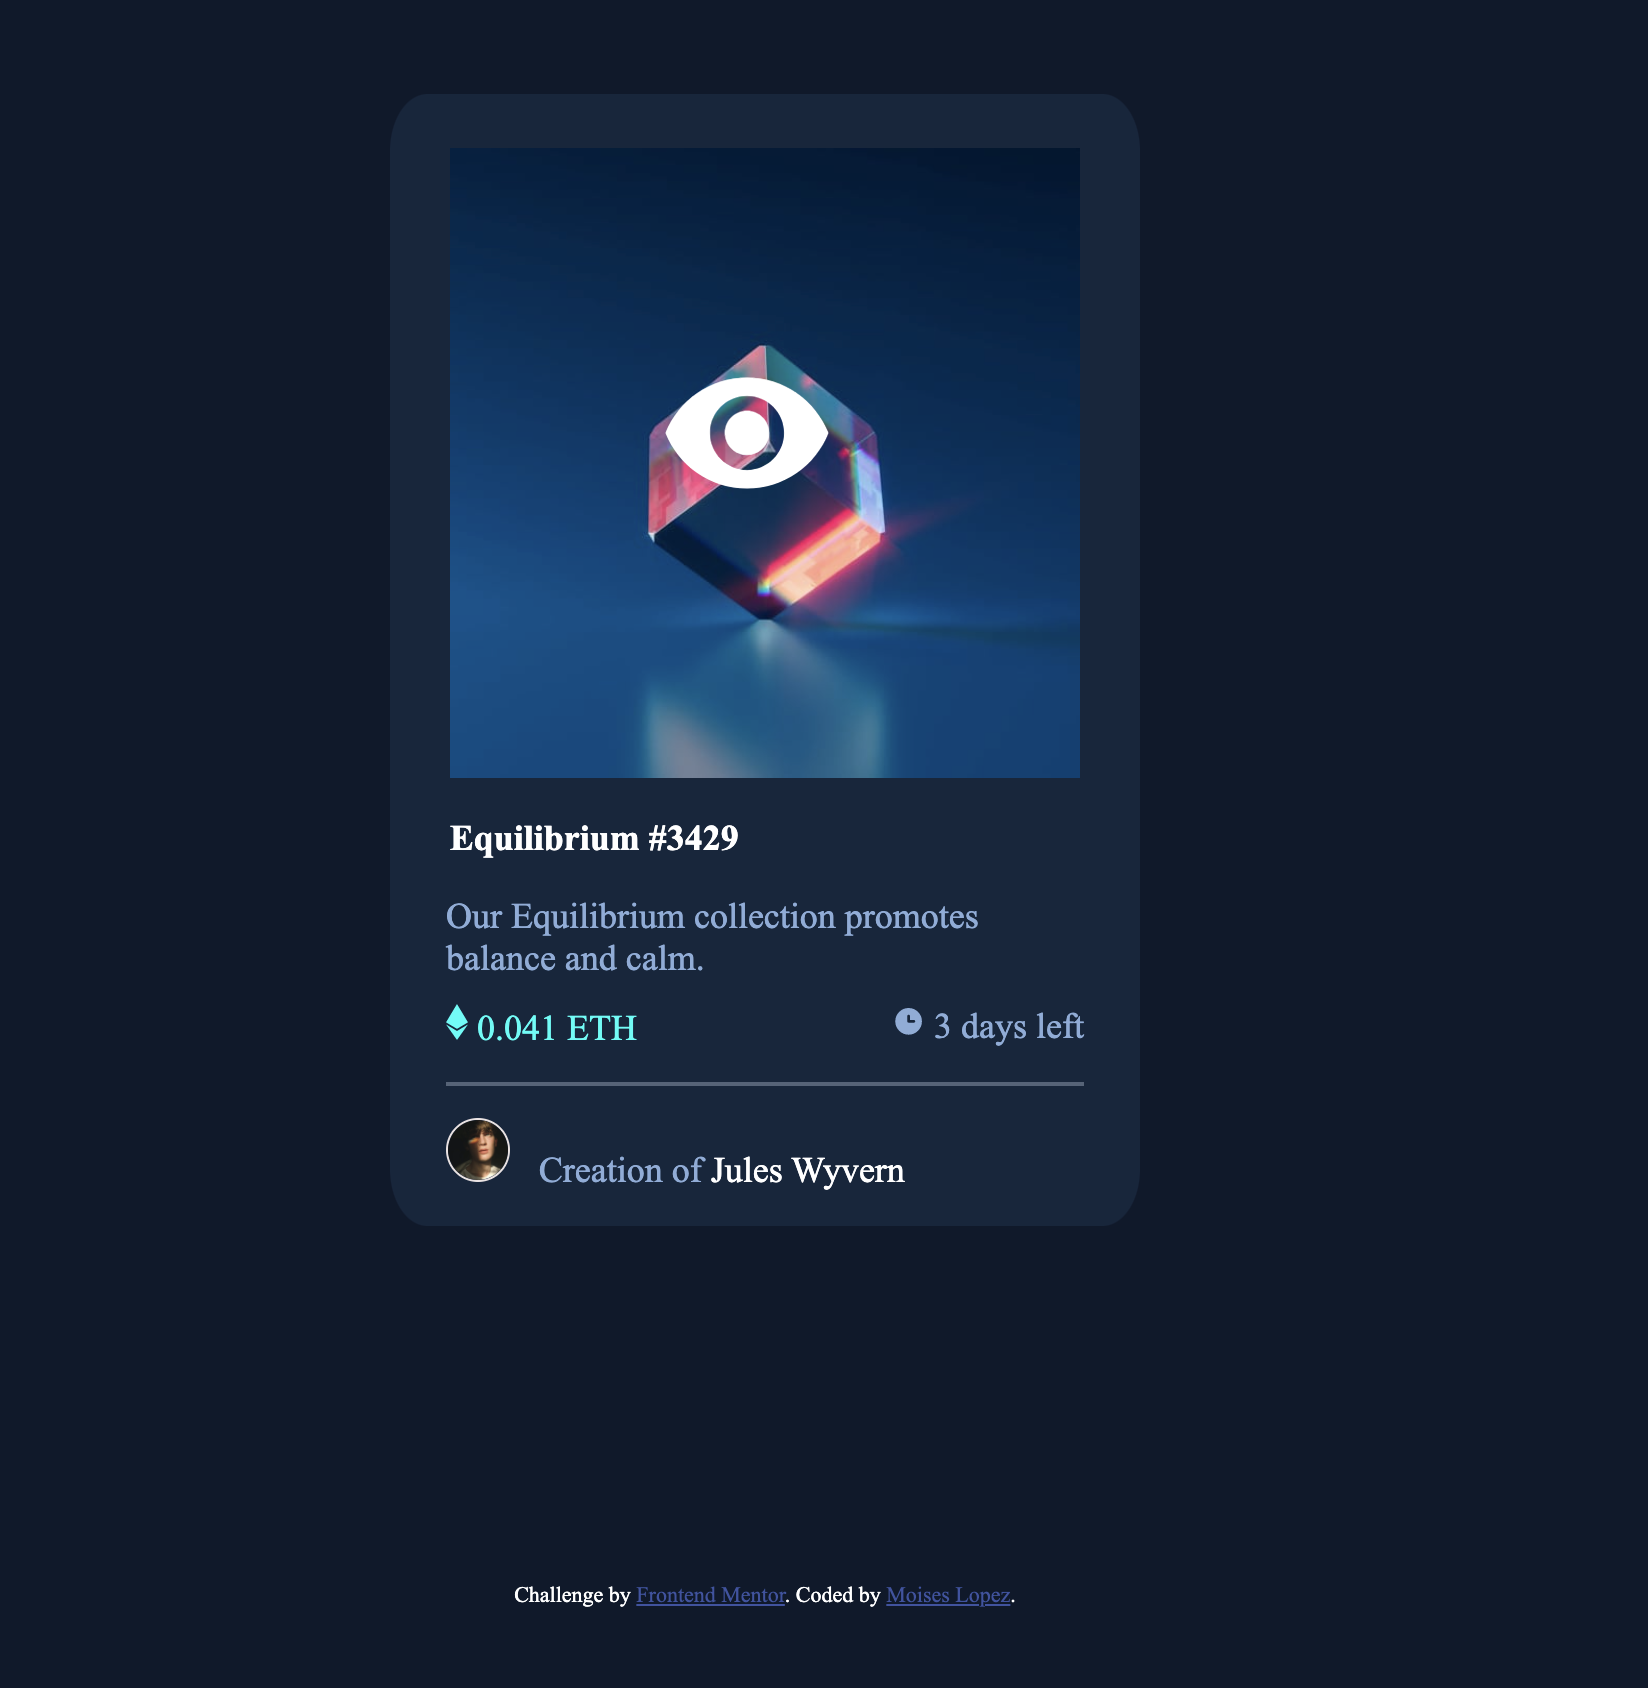 Equilibrium #3429
Our Equilibrium collection promotes
balance and calm.
0.041 ETH
3 days left
Creation of Jules Wyvern
Challenge by Frontend Mentor. Coded by Moises Lopez.